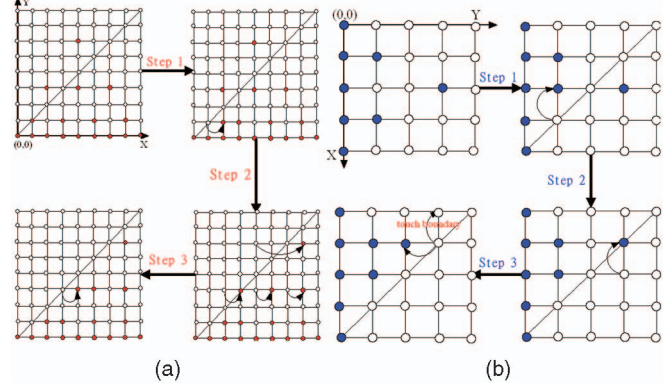 Y
(0,0)
Y
Step 1
Step 1
(0,0)
X
X
Step 2
Step 2
touch boundary
Step 3
Step 3
(a)
(b)